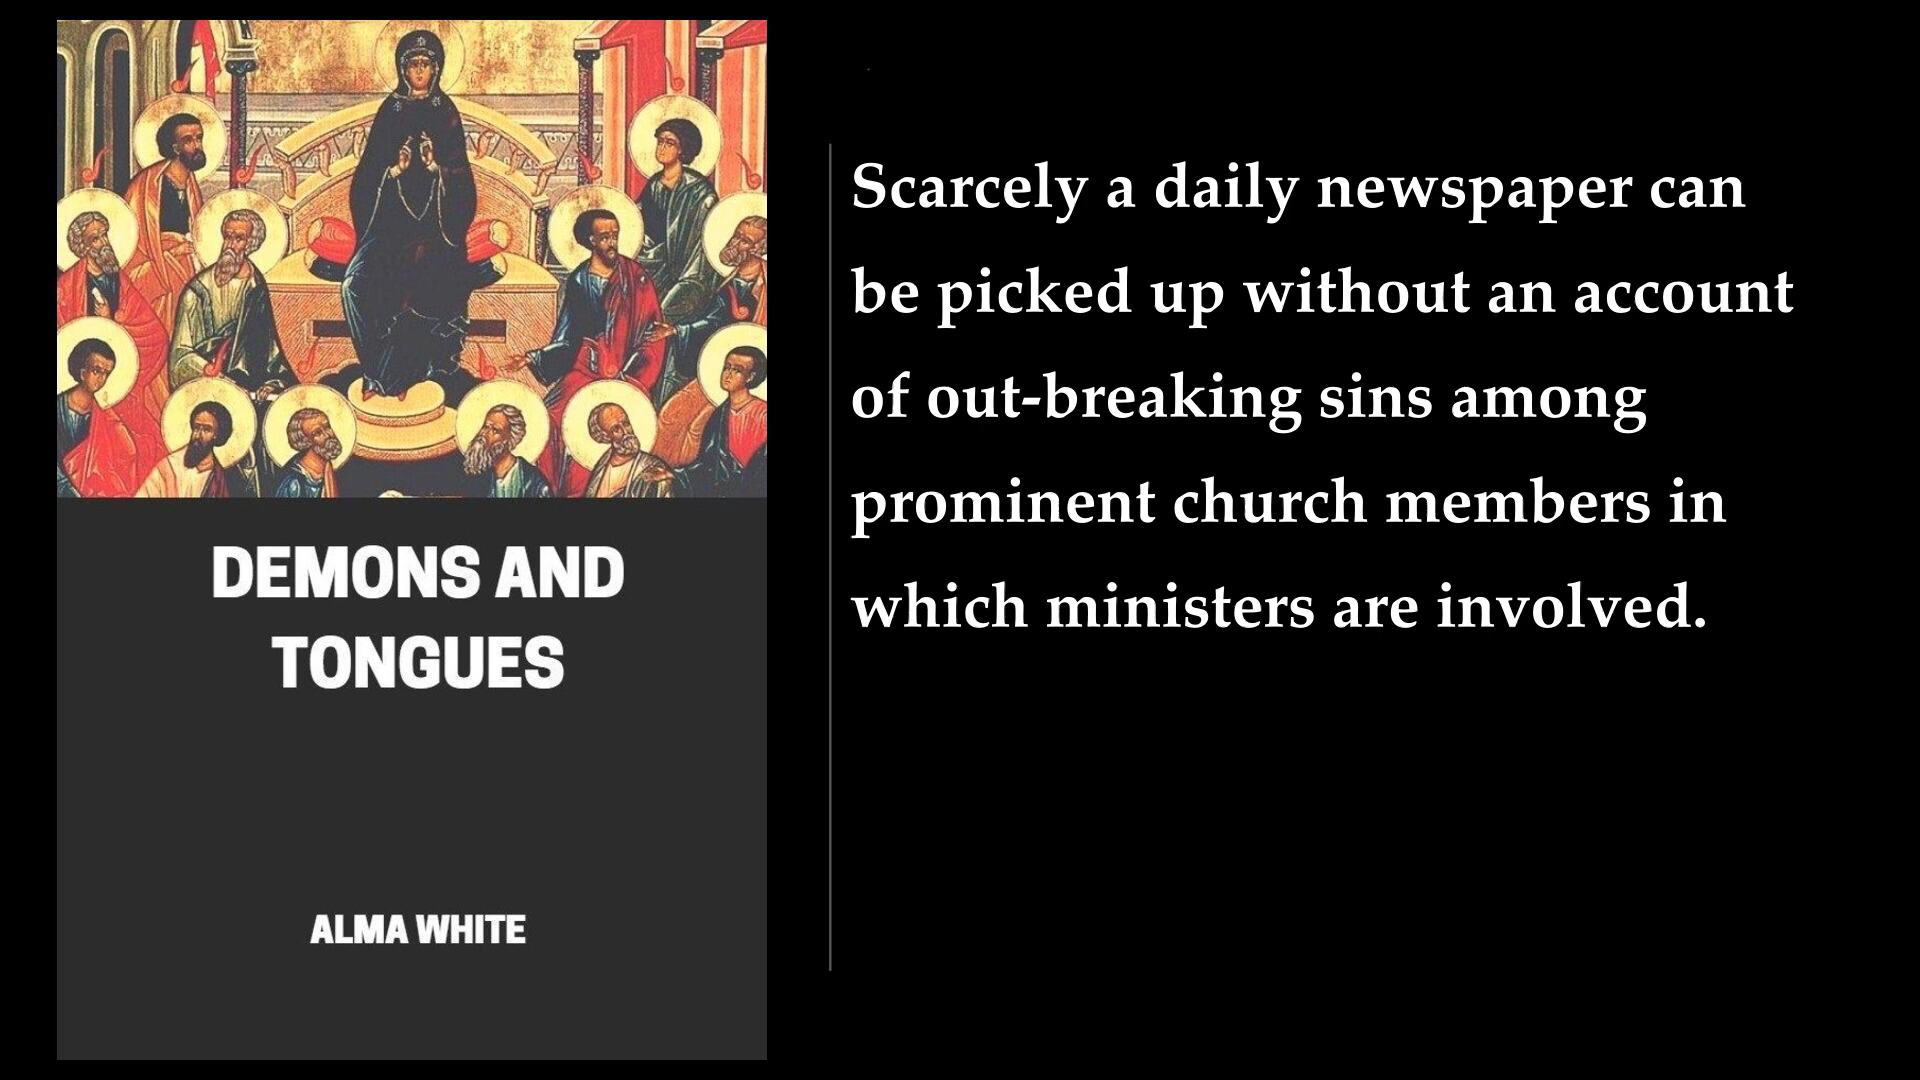 DEMONS AND
TONGUES
ALMA WHITE
Scarcely a daily newspaper can
be picked up without an account
of out-breaking sins among
prominent church members in
which ministers are involved.